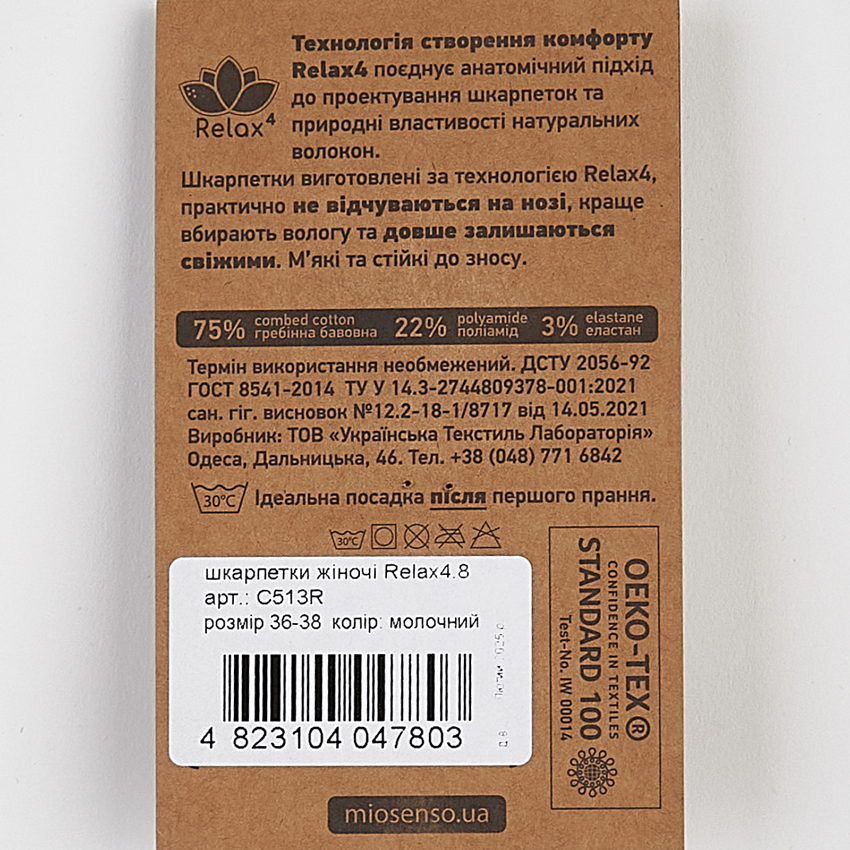 Технологія створення комфорту
Relax4 поєднує анатомічний підхід
до проектування шкарпеток та
природні властивості натуральних
волокон.
Relax⁴
Шкарпетки виготовлені за технологією Relax4,
практично не відчуваються на нозі, краще
вбирають вологу та довше залишаються
свіжими. М’які та стійкі до зносу.
75% combed cotton гребінна бавовна 22% polyamide поліамід 3% elastane еластан
Термін використання необмежений. ДСТУ 2056-92
ГОСТ 8541-2014 ТУ У 14.3-2744809378-001:2021
сан. гіг. висновок №12.2-18-1/8717 від 14.05.2021
Виробник: ТОВ «Українська Текстиль Лабораторія»
Одеса, Дальницька, 46. Тел. +38 (048) 771 6842
30°C Ідеальна посадка після першого прання.
30°C
шкарпетки жіночі Relax4.8
арт.: C513R
розмір 36-38 колір: молочний
4 823104 047803
OEKO-TEX®
CONFIDENCE IN TEXTILES
STANDARD 100
Test-No. IW 00014
miosenso.ua